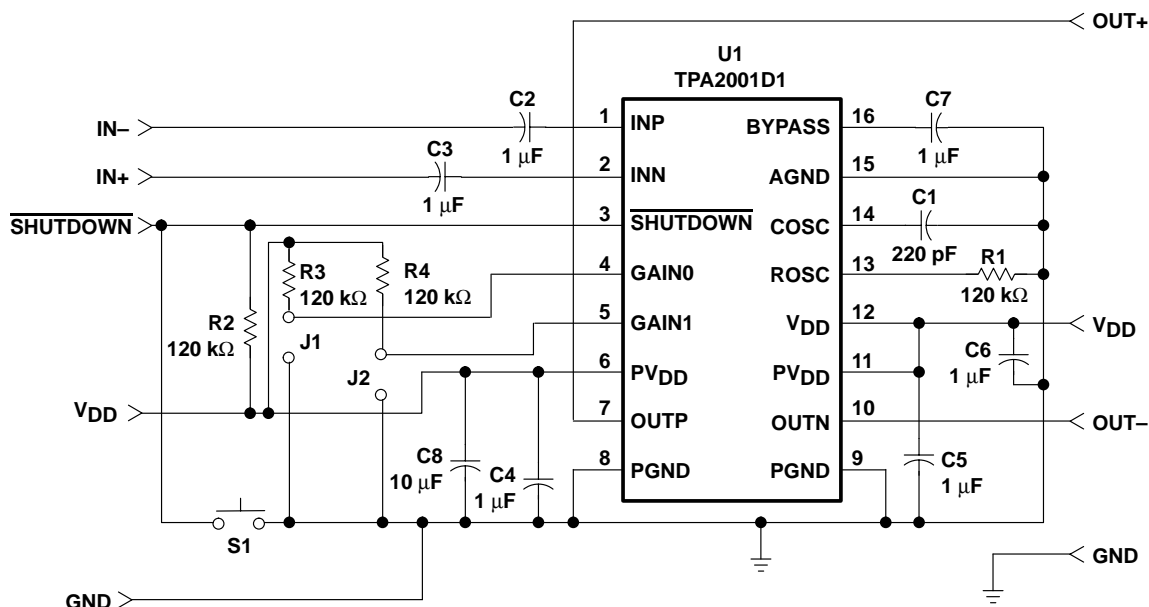 OUT+
U1
TPA2001D1
IN–
C2
1 μF
1
INP
BYPASS
16
C7
1 μF
IN+
C3
1 μF
2
INN
AGND
15
SHUTDOWN
3
SHUTDOWN
COSC
14
C1
220 pF
R3
120 kΩ
R4
120 kΩ
4
GAIN0
ROSC
13
R1
120 kΩ
R2
120 kΩ
J1
5
GAIN1
VDD
12
VDD
J2
6
PVDD
PVDD
11
C6
1 μF
VDD
7
OUTP
OUTN
10
OUT–
C8
10 μF
C4
1 μF
8
PGND
PGND
9
C5
1 μF
S1
GND
GND